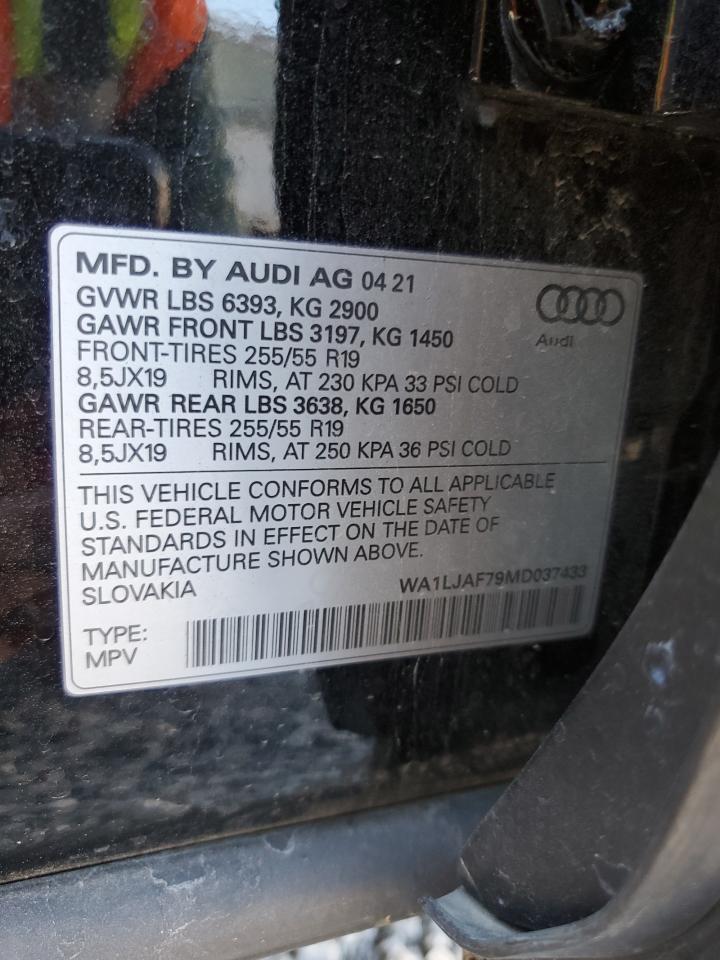 MFD. BY AUDI AG 04 21
GVWR LBS 6393, KG 2900
GAWR FRONT LBS 3197, KG 1450
FRONT-TIRES 255/55 R19
8,5JX19 RIMS, AT 230 KPA 33 PSI COLD
GAWR REAR LBS 3638, KG 1650
REAR-TIRES 255/55 R19
8,5JX19 RIMS, AT 250 KPA 36 PSI COLD
Audi
THIS VEHICLE CONFORMS TO ALL APPLICABLE
U.S. FEDERAL MOTOR VEHICLE SAFETY
STANDARDS IN EFFECT ON THE DATE OF
MANUFACTURE SHOWN ABOVE.
SLOVAKIA
WA1LJAF79MD037433
TYPE:
MPV